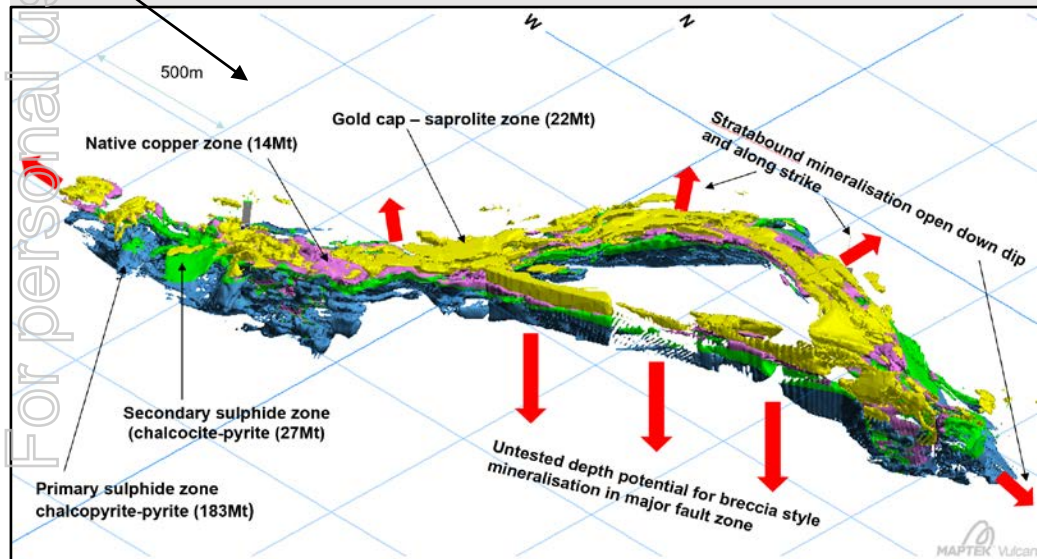 For personal us
W
N
500m
Gold cap – saprolite zone (22Mt)
Native copper zone (14Mt)
Stratabound mineralisation open down dip
and along strike
Secondary sulphide zone
(chalcocite-pyrite (27Mt)
Primary sulphide zone
chalcopyrite-pyrite (183Mt)
Untested depth potential for breccia style
mineralisation in major fault zone
MAPTEK Vulcan